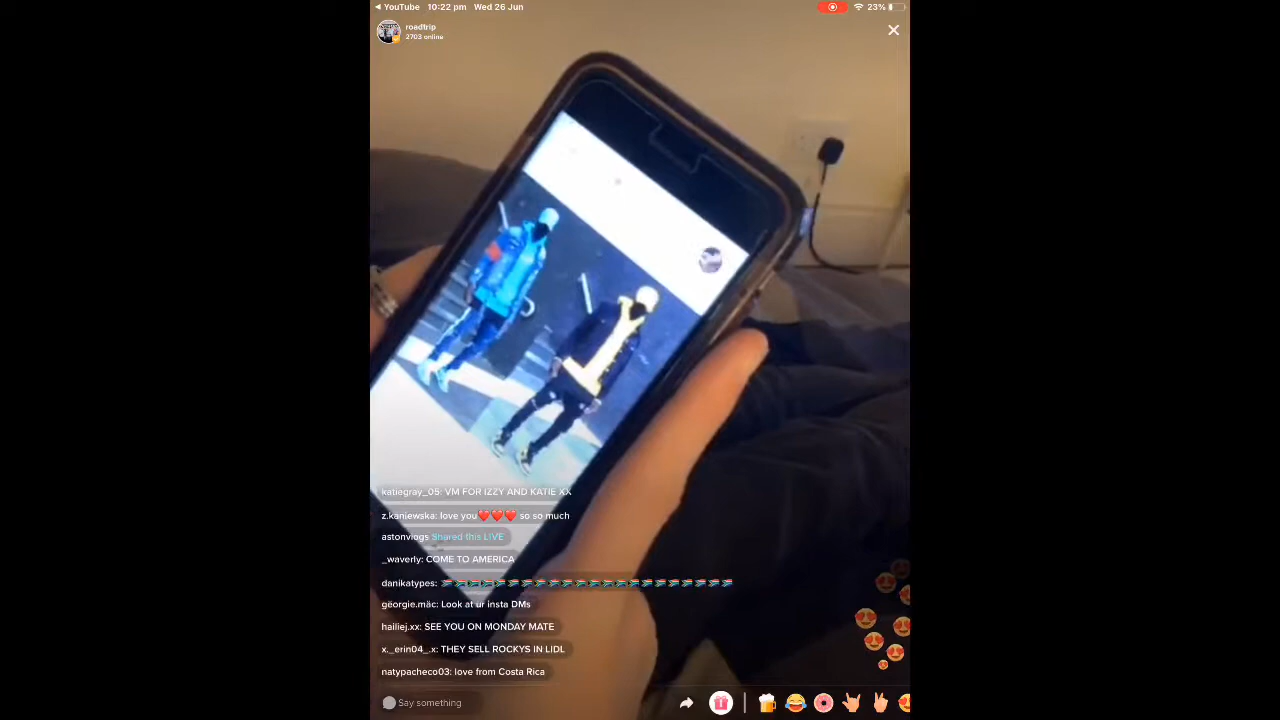 YouTube 10:22 pm Wed 26 Jun 23%
roadtrip
2703 online
katiegray_05: VM FOR IZZY AND KATIE XX
z.kaniewska: love you❤️❤️❤️ so so much
astonviogs Shared this LIVE
_waverly: COME TO AMERICA
danikatypes: 🇿🇦🇿🇦🇿🇦🇿🇦🇿🇦🇿🇦🇿🇦🇿🇦🇿🇦🇿🇦🇿🇦🇿🇦🇿🇦🇿🇦🇿🇦🇿🇦🇿🇦🇿🇦🇿🇦🇿🇦🇿🇦🇿🇦
gëorgie.mäc: Look at ur insta DMs
hailiej.xx: SEE YOU ON MONDAY MATE
x._erin04_.x: THEY SELL ROCKYS IN LIDL
natypacheco03: love from Costa Rica
Say something